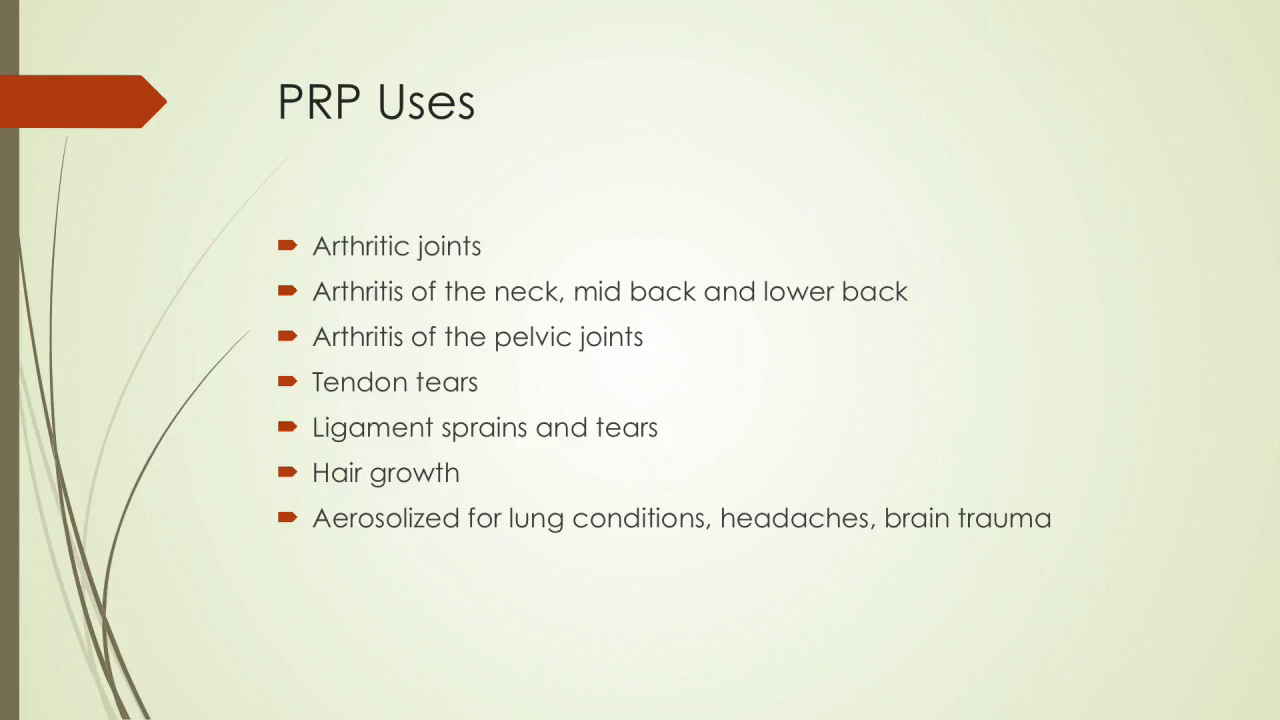 PRP Uses
Arthritic joints
Arthritis of the neck, mid back and lower back
Arthritis of the pelvic joints
Tendon tears
Ligament sprains and tears
Hair growth
Aerosolized for lung conditions, headaches, brain trauma